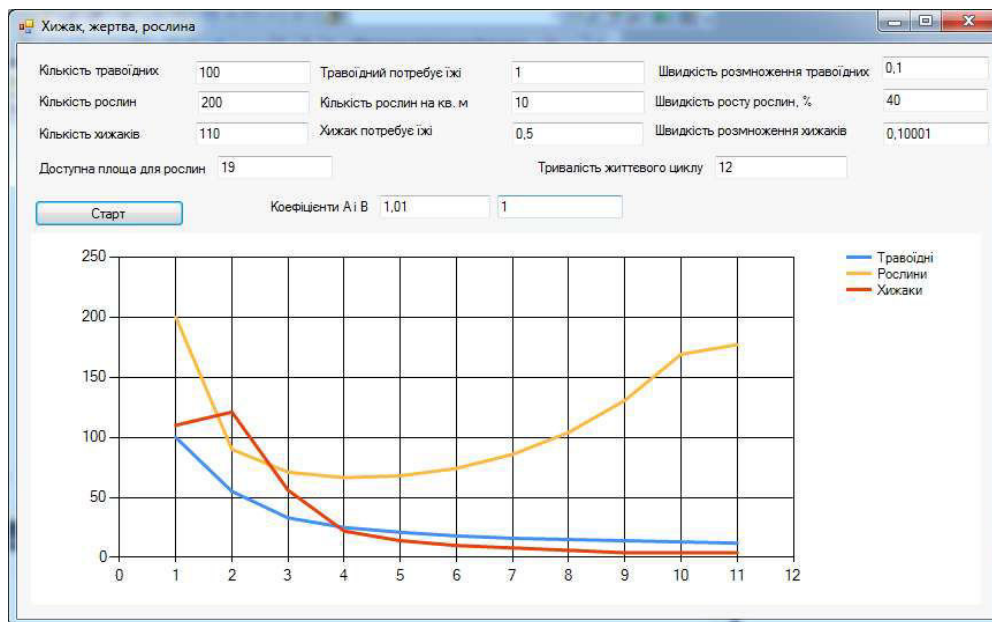 Хижак, жертва, рослина
Кількість травоїдних 100 Травоїдний потребує їжі 1 Швидкість розмноження травоїдних 0,1
Кількість рослин 200 Кількість рослин на кв. м 10 Швидкість росту рослин, % 40
Кількість хижаків 110 Хижак потребує їжі 0,5 Швидкість розмноження хижаків 0,10001
Доступна площа для рослин 19 Тривалість життєвого циклу 12
Старт Коефіцієнти А і В 1,01 1
250
200
150
100
50
0
0 1 2 3 4 5 6 7 8 9 10 11 12
Травоїдні
Рослини
Хижаки